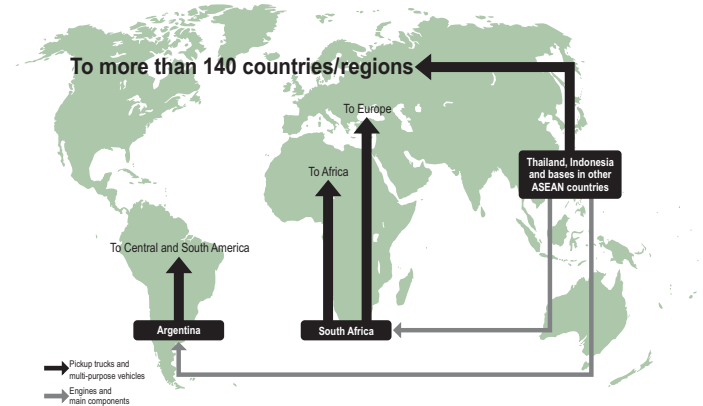 To more than 140 countries/regions
To Europe
Thailand, Indonesia
and bases in other
ASEAN countries
To Africa
To Central and South America
Argentina
South Africa
Pickup trucks and
multi-purpose vehicles
Engines and
main components